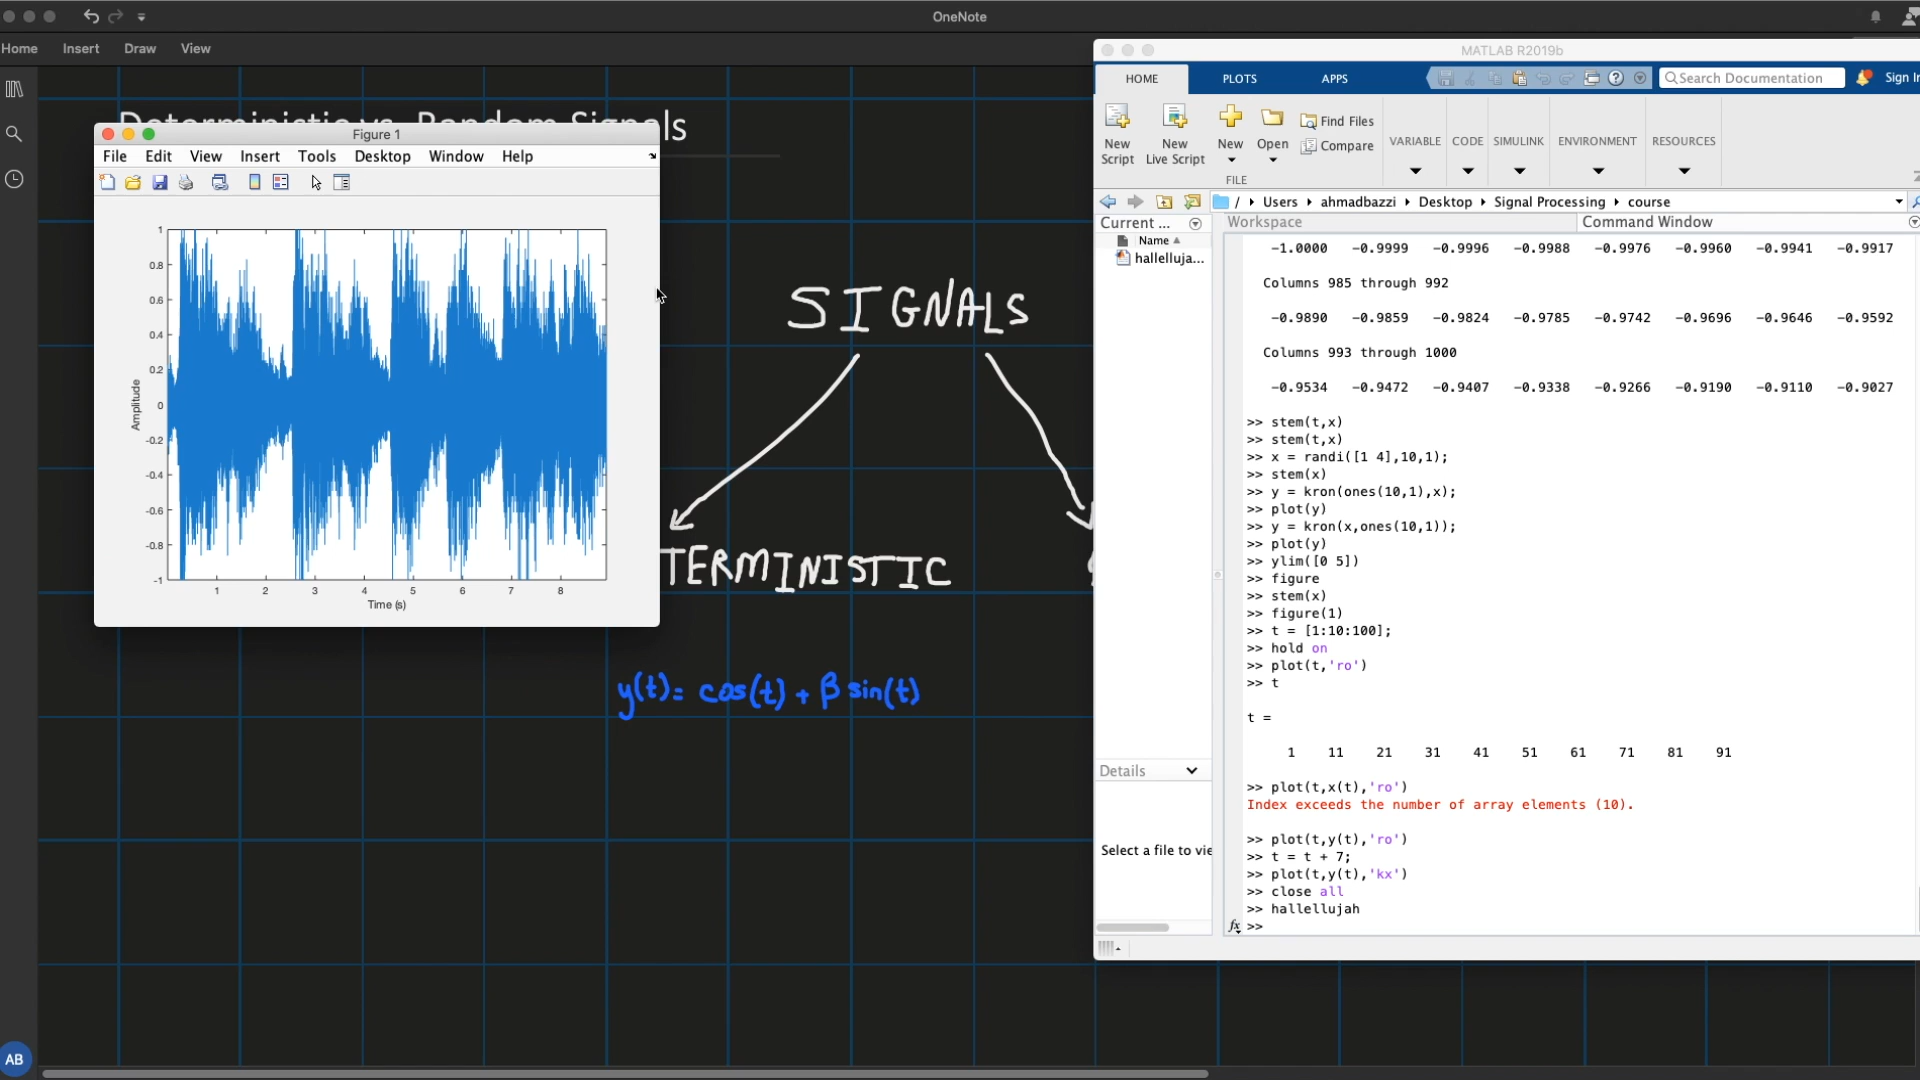 OneNote
Home Insert Draw View
Signals
SIGNALS
TERMINISTIC
y(t)= cos(t) + β sin(t)
AB
Figure 1
File Edit View Insert Tools Desktop Window Help
1
0.8
0.6
0.4
0.2
0
-0.2
-0.4
-0.6
-0.8
-1
Amplitude
1 2 3 4 5 6 7 8
Time (s)
MATLAB R2019b
HOME PLOTS APPS
Search Documentation
Sign In
New Script
New Live Script
New
Open
Find Files
Compare
FILE
VARIABLE CODE SIMULINK ENVIRONMENT RESOURCES
/ Users ahmadbazzi Desktop Signal Processing course
Current ...
Name
hallelluja...
Details
Select a file to vie
Workspace
Command Window
-1.0000 -0.9999 -0.9996 -0.9988 -0.9976 -0.9960 -0.9941 -0.9917
Columns 985 through 992
-0.9890 -0.9859 -0.9824 -0.9785 -0.9742 -0.9696 -0.9646 -0.9592
Columns 993 through 1000
-0.9534 -0.9472 -0.9407 -0.9338 -0.9266 -0.9190 -0.9110 -0.9027
>> stem(t,x)
>> stem(t,x)
>> x = randi([1 4],10,1);
>> stem(x)
>> y = kron(ones(10,1),x);
>> plot(y)
>> y = kron(x,ones(10,1));
>> plot(y)
>> ylim([0 5])
>> figure
>> stem(x)
>> figure(1)
>> t = [1:10:100];
>> hold on
>> plot(t,'ro')
>> t
t =
1 11 21 31 41 51 61 71 81 91
>> plot(t,x(t),'ro')
Index exceeds the number of array elements (10).
>> plot(t,y(t),'ro')
>> t = t + 7;
>> plot(t,y(t),'kx')
>> close all
>> hallellujah
fx >>